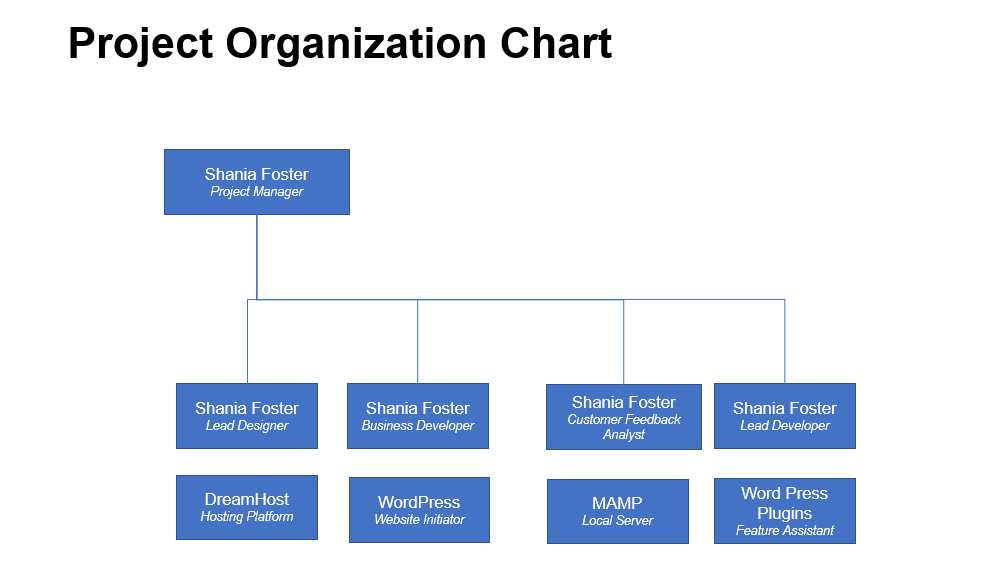 Project Organization Chart
Shania Foster
Project Manager
Shania Foster
Lead Designer
Shania Foster
Business Developer
Shania Foster
Customer Feedback
Analyst
Shania Foster
Lead Developer
DreamHost
Hosting Platform
WordPress
Website Initiator
MAMP
Local Server
Word Press
Plugins
Feature Assistant